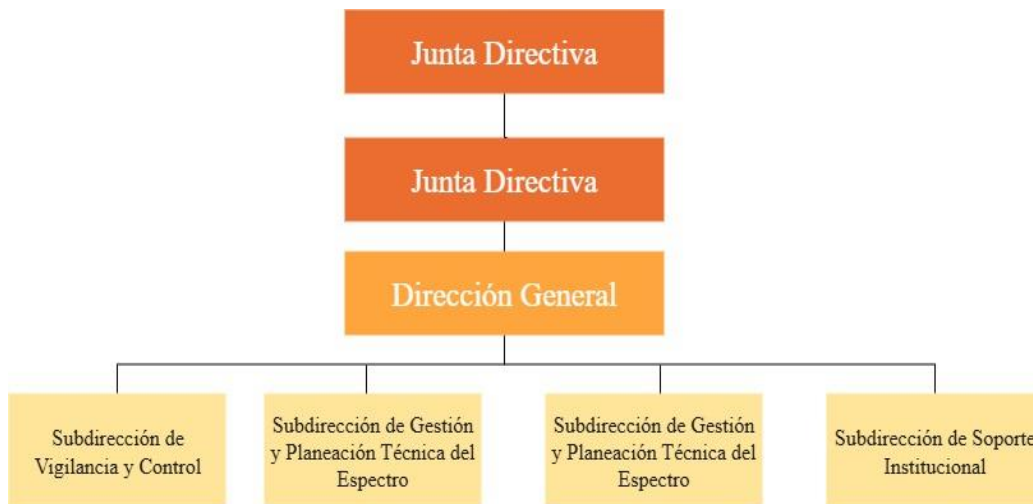 Junta Directiva
Junta Directiva
Dirección General
Subdirección de
Vigilancia y Control
Subdirección de Gestión
y Planeación Técnica del
Espectro
Subdirección de Gestión
y Planeación Técnica del
Espectro
Subdirección de Soporte
Institucional